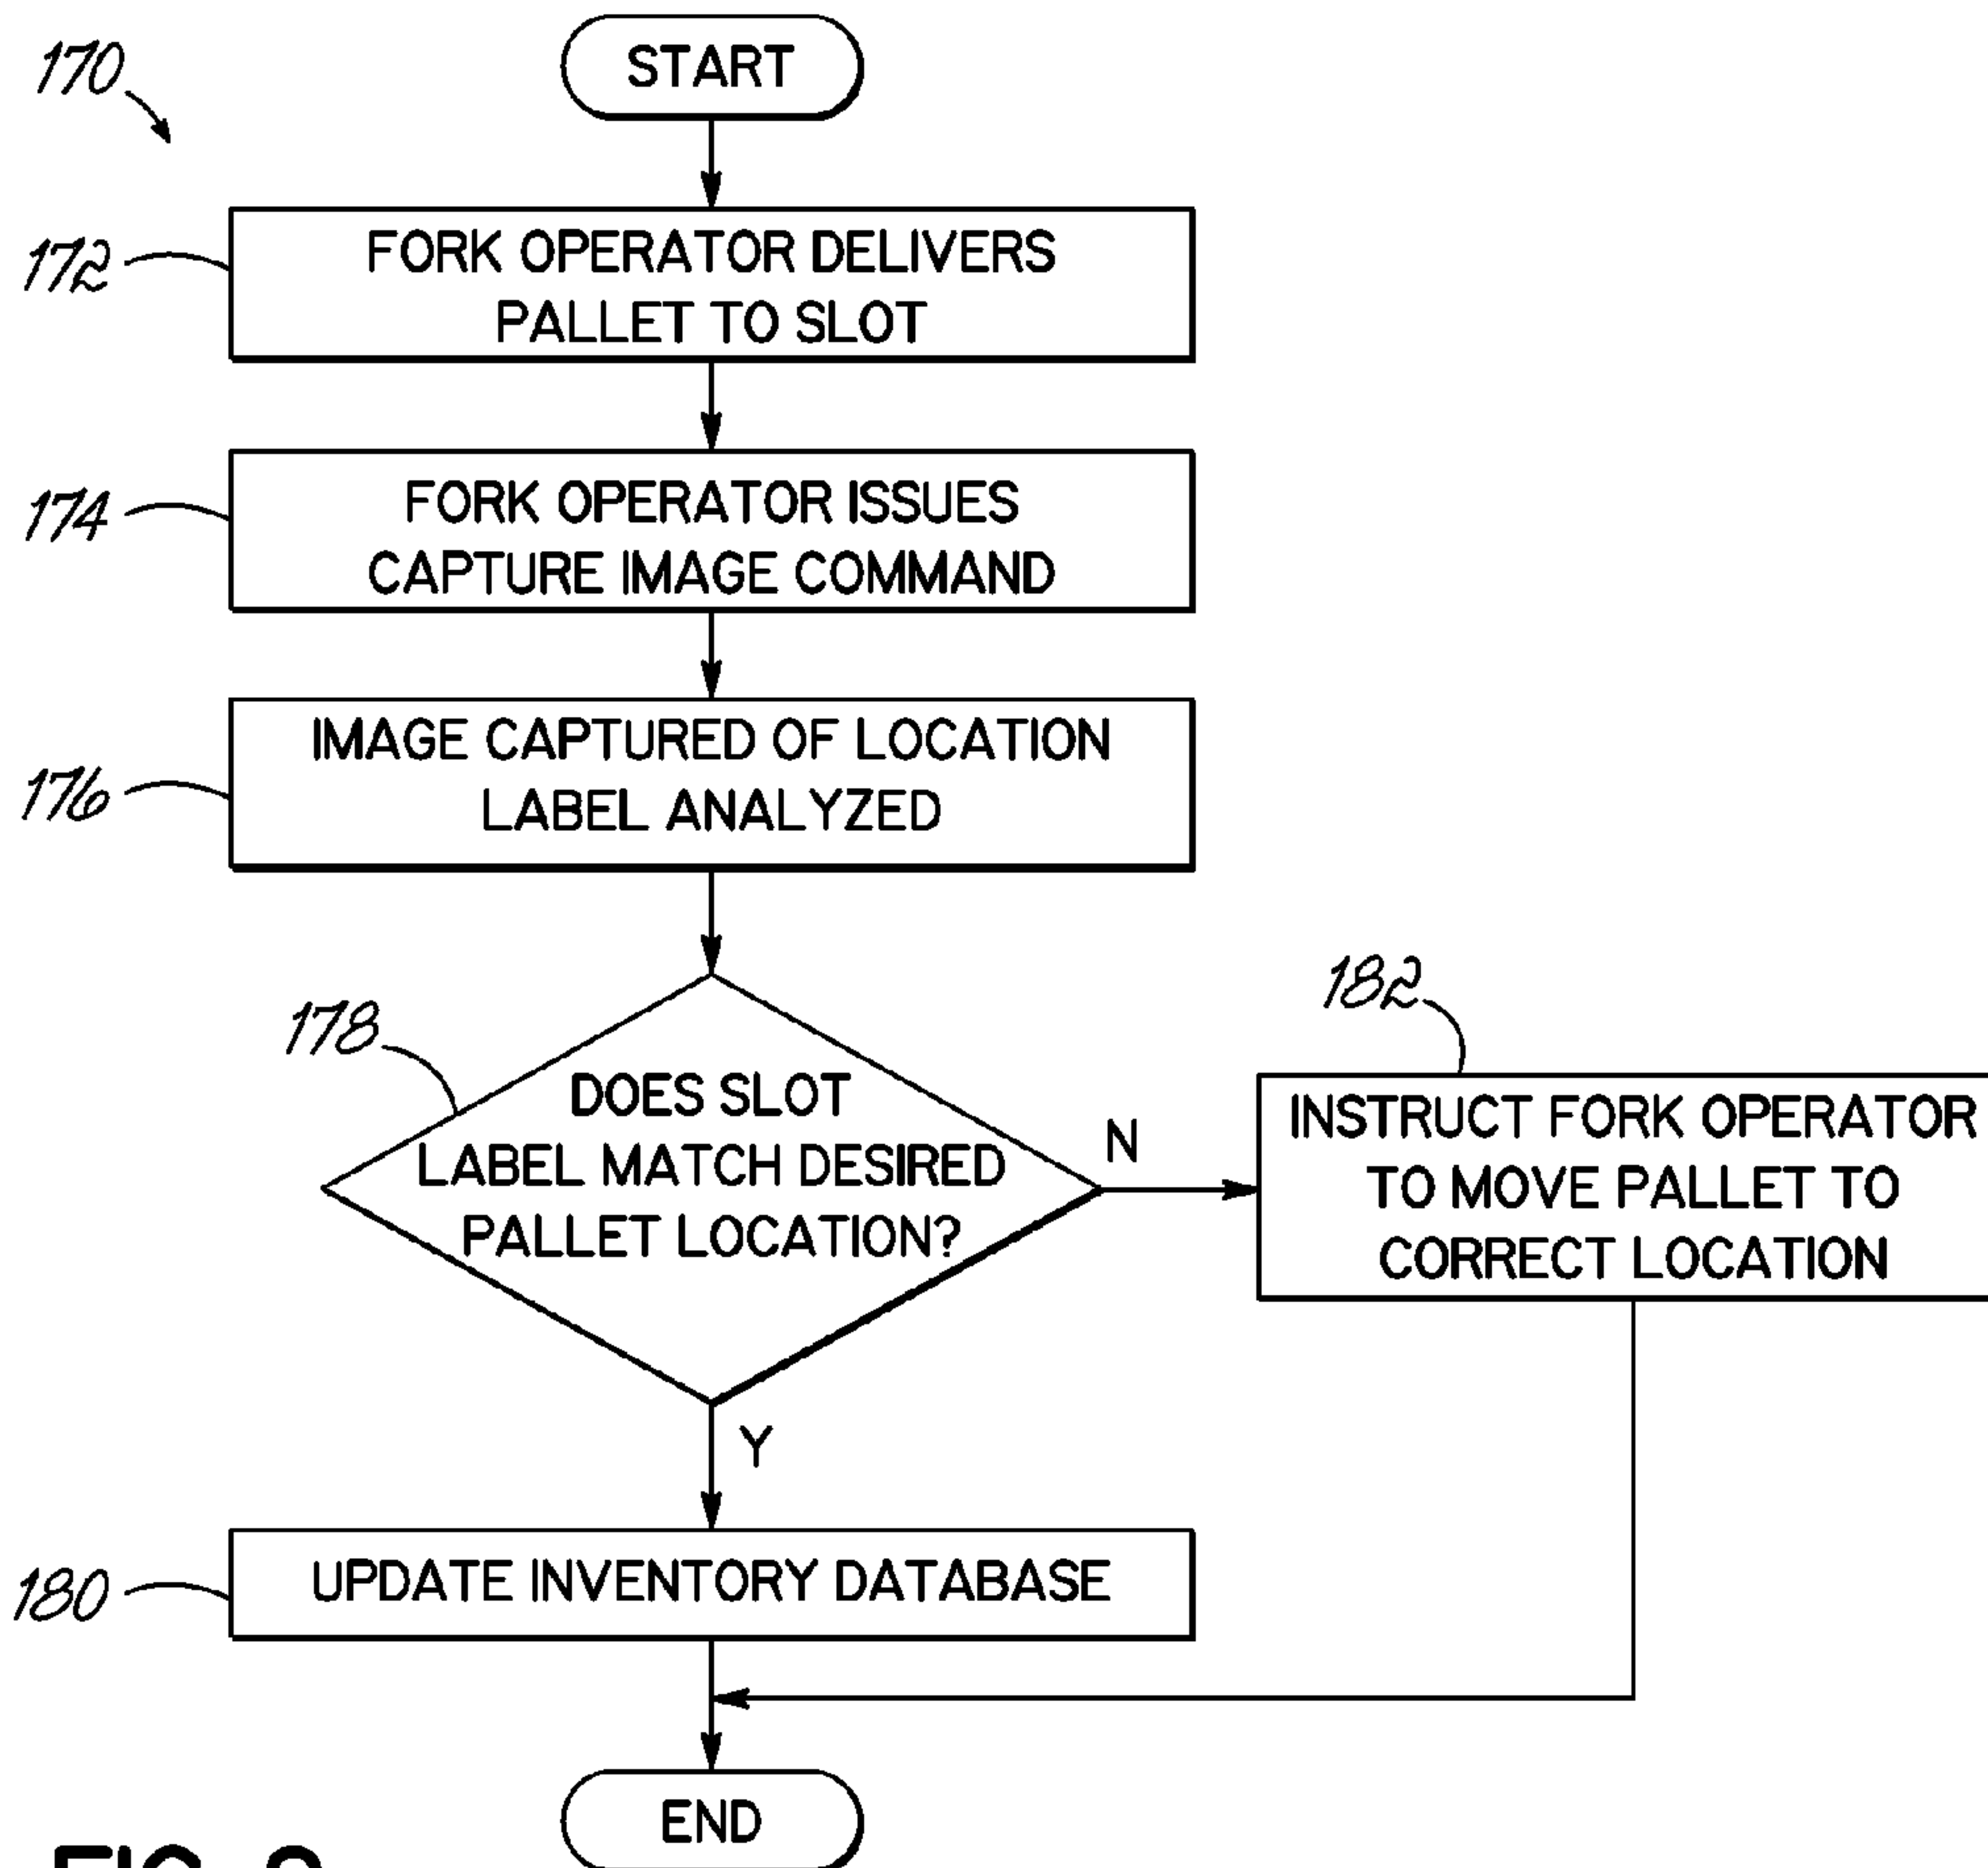 170
START
172
FORK OPERATOR DELIVERS
PALLET TO SLOT
174
FORK OPERATOR ISSUES
CAPTURE IMAGE COMMAND
176
IMAGE CAPTURED OF LOCATION
LABEL ANALYZED
178
DOES SLOT
LABEL MATCH DESIRED
PALLET LOCATION?
N
182
INSTRUCT FORK OPERATOR
TO MOVE PALLET TO
CORRECT LOCATION
Y
180
UPDATE INVENTORY DATABASE
END
FIG.